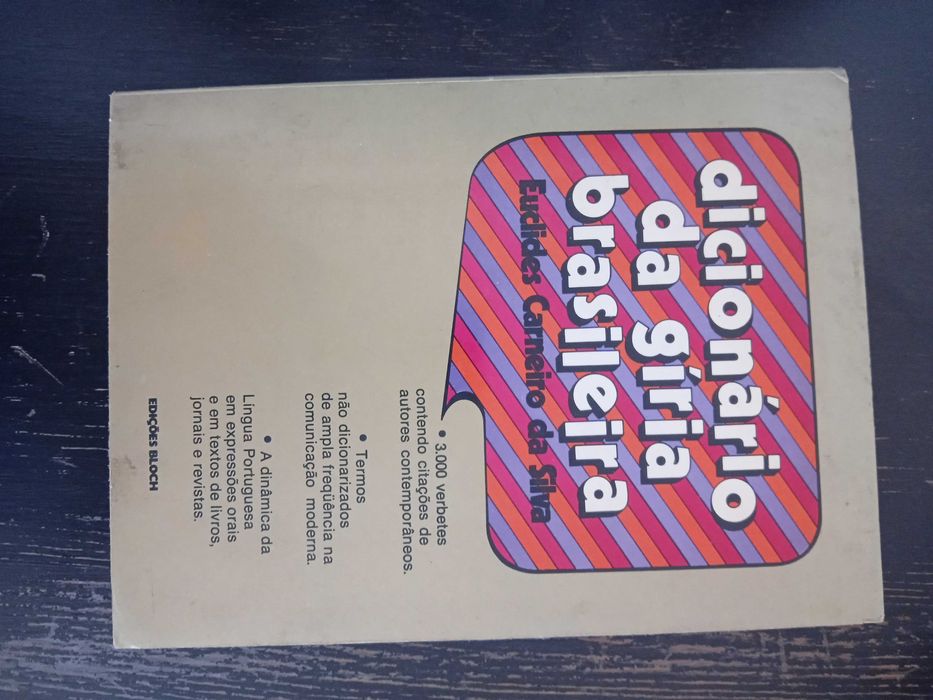 dicionário
da gíria
brasileira
Euclides Carneiro da Silva
• 3.000 verbetes
contendo citações de
autores contemporâneos.
• Termos
não dicionarizados
de ampla freqüência na
comunicação moderna.
• A dinâmica da
Língua Portuguesa
em expressões orais
e em textos de livros,
jornais e revistas.
EDIÇÕES BLOCH